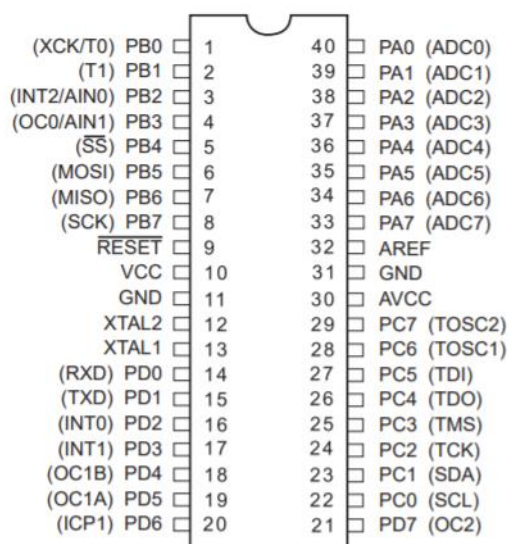 (XCK/T0) PB0 1 40 PA0 (ADC0)
(T1) PB1 2 39 PA1 (ADC1)
(INT2/AIN0) PB2 3 38 PA2 (ADC2)
(OC0/AIN1) PB3 4 37 PA3 (ADC3)
(SS) PB4 5 36 PA4 (ADC4)
(MOSI) PB5 6 35 PA5 (ADC5)
(MISO) PB6 7 34 PA6 (ADC6)
(SCK) PB7 8 33 PA7 (ADC7)
RESET 9 32 AREF
VCC 10 31 GND
GND 11 30 AVCC
XTAL2 12 29 PC7 (TOSC2)
XTAL1 13 28 PC6 (TOSC1)
(RXD) PD0 14 27 PC5 (TDI)
(TXD) PD1 15 26 PC4 (TDO)
(INT0) PD2 16 25 PC3 (TMS)
(INT1) PD3 17 24 PC2 (TCK)
(OC1B) PD4 18 23 PC1 (SDA)
(OC1A) PD5 19 22 PC0 (SCL)
(ICP1) PD6 20 21 PD7 (OC2)